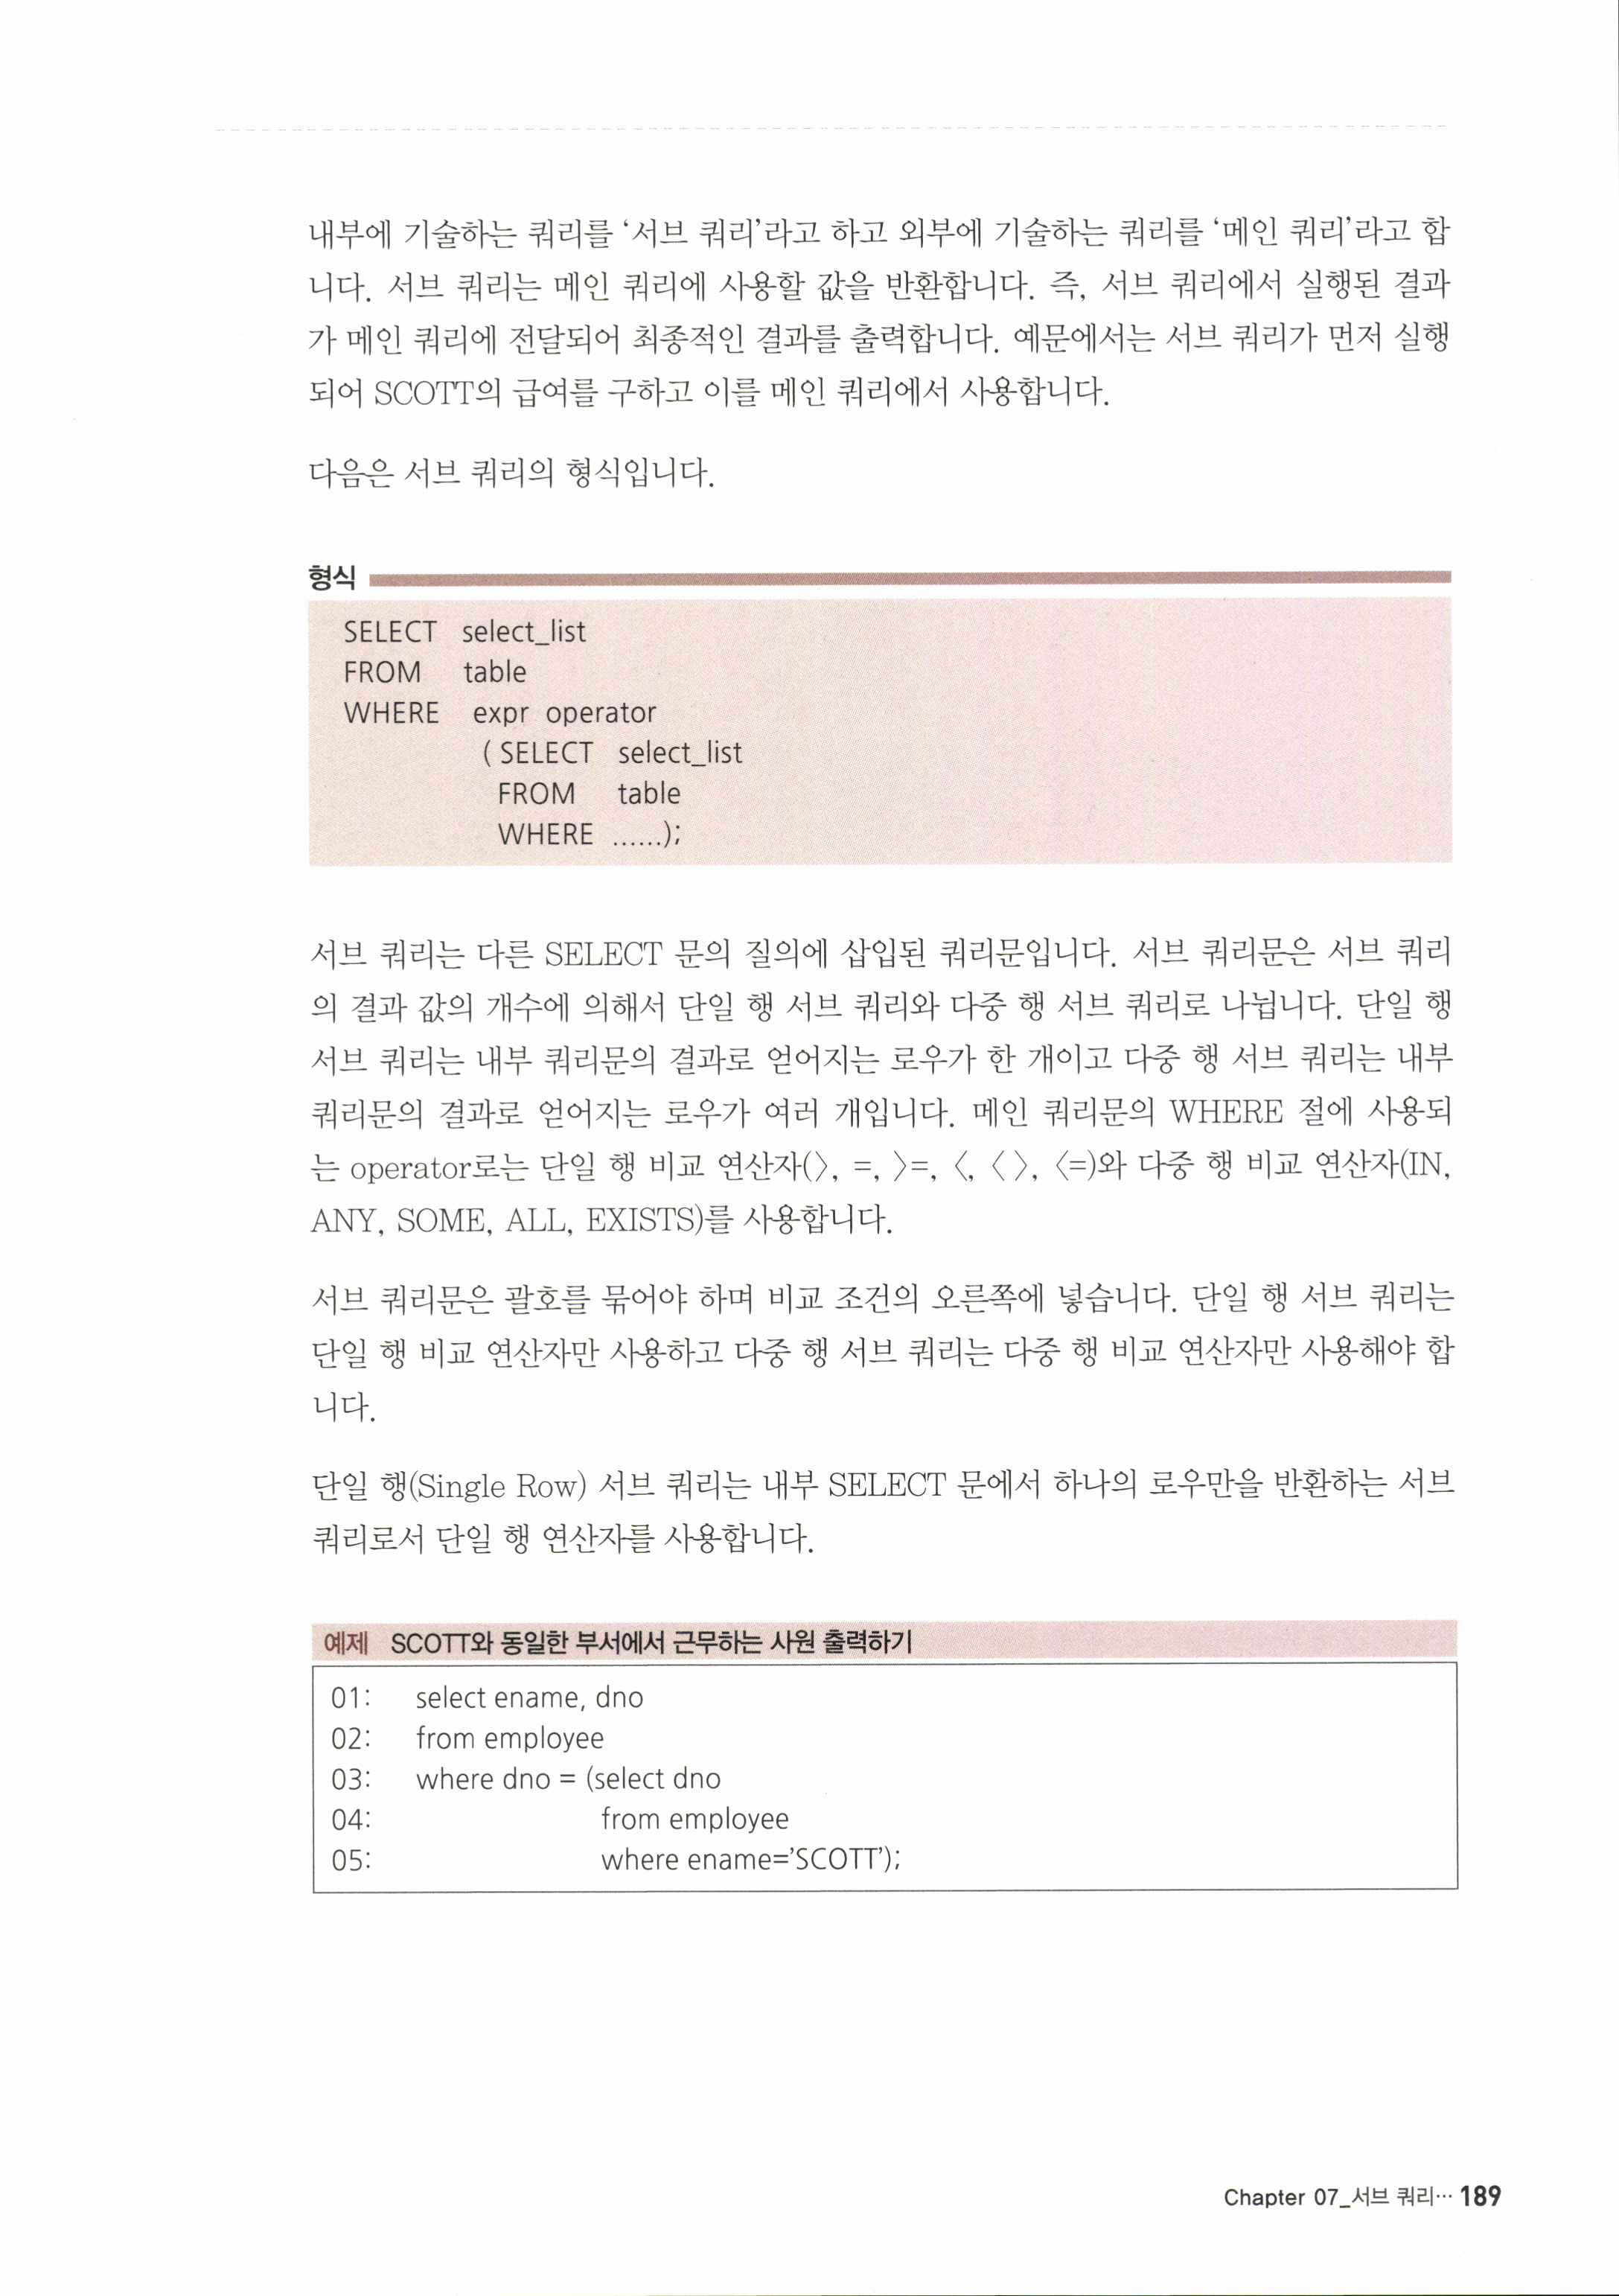 내부에 기술하는 쿼리를 ‘서브 쿼리’라고 하고 외부에 기술하는 쿼리를 ‘메인 쿼리’라고 합
니다. 서브 쿼리는 메인 쿼리에 사용할 값을 반환합니다. 즉, 서브 쿼리에서 실행된 결과
가 메인 쿼리에 전달되어 최종적인 결과를 출력합니다. 예문에서는 서브 쿼리가 먼저 실행
되어 SCOTT의 급여를 구하고 이를 메인 쿼리에서 사용합니다.
다음은 서브 쿼리의 형식입니다.
형식
SELECT select_list
FROM table
WHERE expr operator
( SELECT select_list
FROM table
WHERE ......);
서브 쿼리는 다른 SELECT 문의 질의에 삽입된 쿼리문입니다. 서브 쿼리문은 서브 쿼리
의 결과 값의 개수에 의해서 단일 행 서브 쿼리와 다중 행 서브 쿼리로 나뉩니다. 단일 행
서브 쿼리는 내부 쿼리문의 결과로 얻어지는 로우가 한 개이고 다중 행 서브 쿼리는 내부
쿼리문의 결과로 얻어지는 로우가 여러 개입니다. 메인 쿼리문의 WHERE 절에 사용되
는 operator로는 단일 행 비교 연산자(〉, =, 〉=, 〈, 〈 〉, 〈=)와 다중 행 비교 연산자(IN,
ANY, SOME, ALL, EXISTS)를 사용합니다.
서브 쿼리문은 괄호를 묶어야 하며 비교 조건의 오른쪽에 넣습니다. 단일 행 서브 쿼리는
단일 행 비교 연산자만 사용하고 다중 행 서브 쿼리는 다중 행 비교 연산자만 사용해야 합
니다.
단일 행(Single Row) 서브 쿼리는 내부 SELECT 문에서 하나의 로우만을 반환하는 서브
쿼리로서 단일 행 연산자를 사용합니다.
예제 SCOTT와 동일한 부서에서 근무하는 사원 출력하기
01: select ename, dno
02: from employee
03: where dno = (select dno
04: from employee
05: where ename=’SCOTT’);
Chapter 07_서브 쿼리… 189